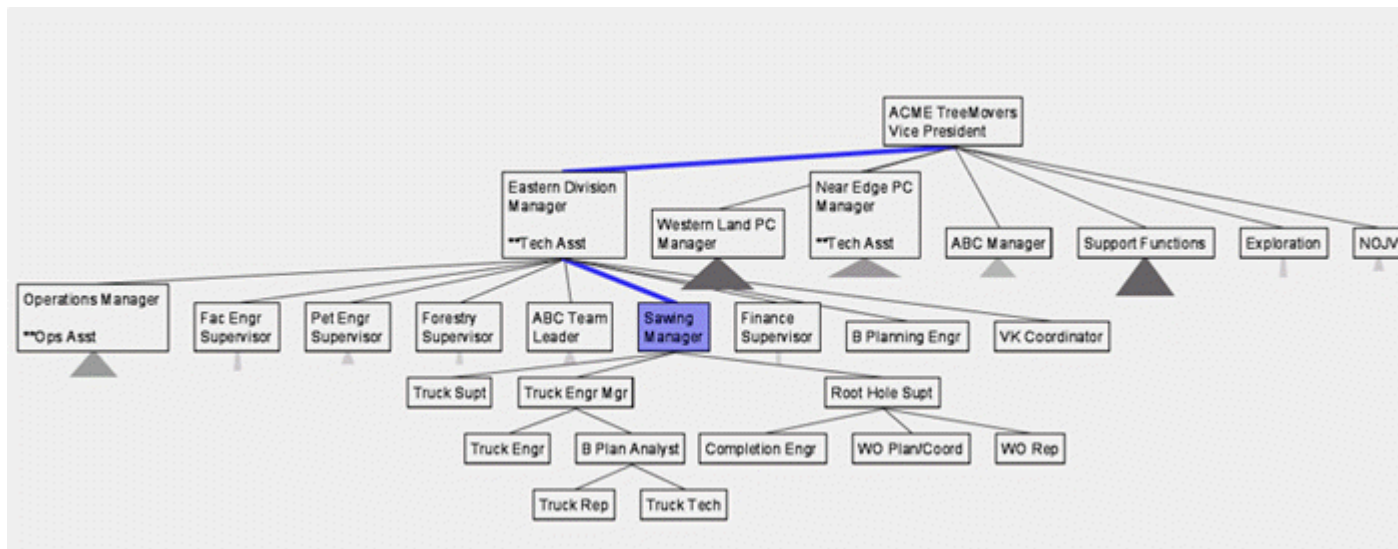 ACME TreeMovers
Vice President
Eastern Division
Manager
**Tech Asst
Western Land PC
Manager
Near Edge PC
Manager
**Tech Asst
ABC Manager
Support Functions
Exploration
NOJV
Operations Manager
**Ops Asst
Fac Engr
Supervisor
Pet Engr
Supervisor
Forestry
Supervisor
ABC Team
Leader
Sawing
Manager
Finance
Supervisor
B Planning Engr
VK Coordinator
Truck Supt
Truck Engr Mgr
Root Hole Supt
Truck Engr
B Plan Analyst
Completion Engr
WO Plan/Coord
WO Rep
Truck Rep
Truck Tech